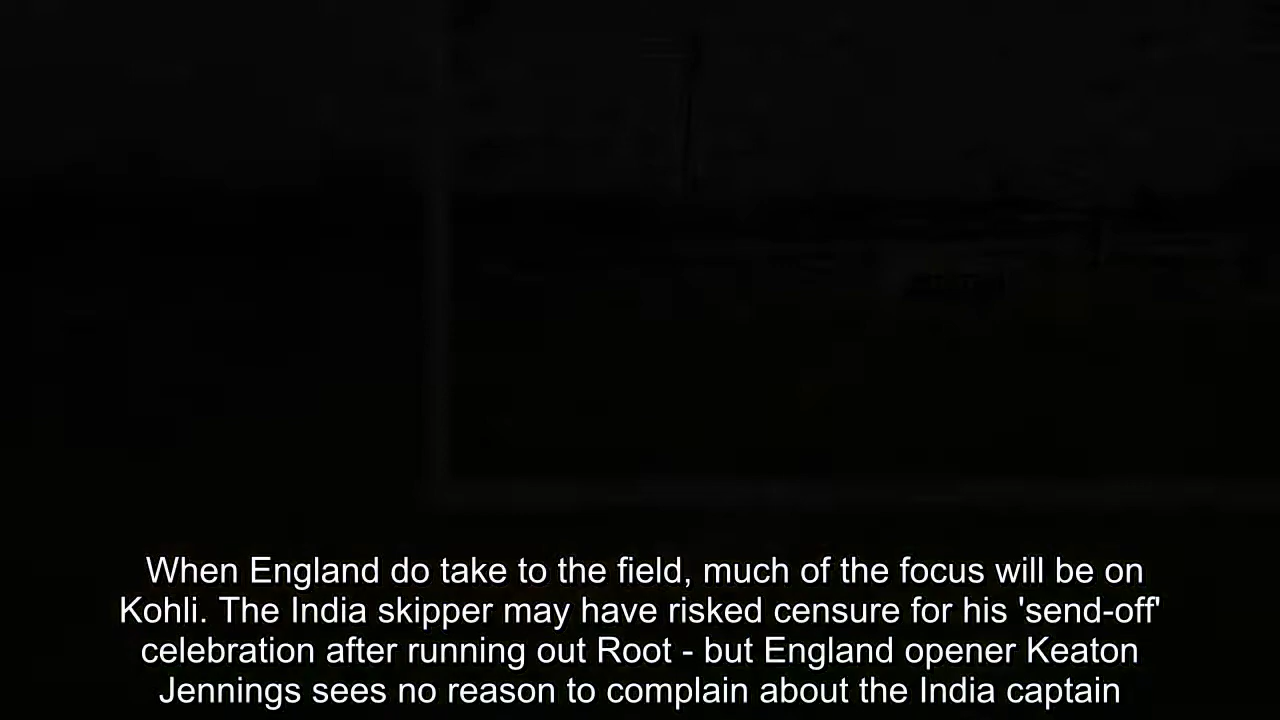 When England do take to the field, much of the focus will be on
Kohli. The India skipper may have risked censure for his 'send-off'
celebration after running out Root - but England opener Keaton
Jennings sees no reason to complain about the India captain